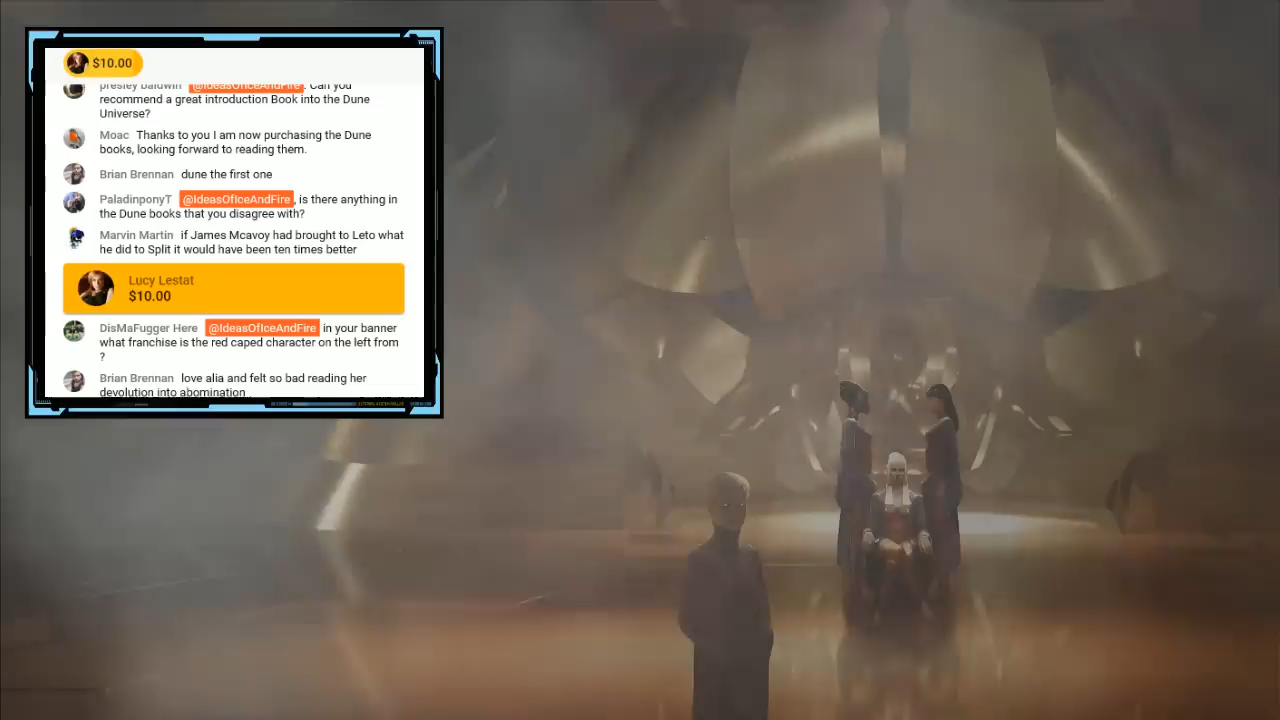 $10.00
presley baldwin @IdeasOfIceAndFire. Can you
recommend a great introduction Book into the Dune
Universe?
Moac Thanks to you I am now purchasing the Dune
books, looking forward to reading them.
Brian Brennan dune the first one
PaladinponyT @IdeasOfIceAndFire, is there anything in
the Dune books that you disagree with?
Marvin Martin if James Mcavoy had brought to Leto what
he did to Split it would have been ten times better
Lucy Lestat
$10.00
DisMaFugger Here @IdeasOfIceAndFire in your banner
what franchise is the red caped character on the left from
?
Brian Brennan love alia and felt so bad reading her
devolution into abomination